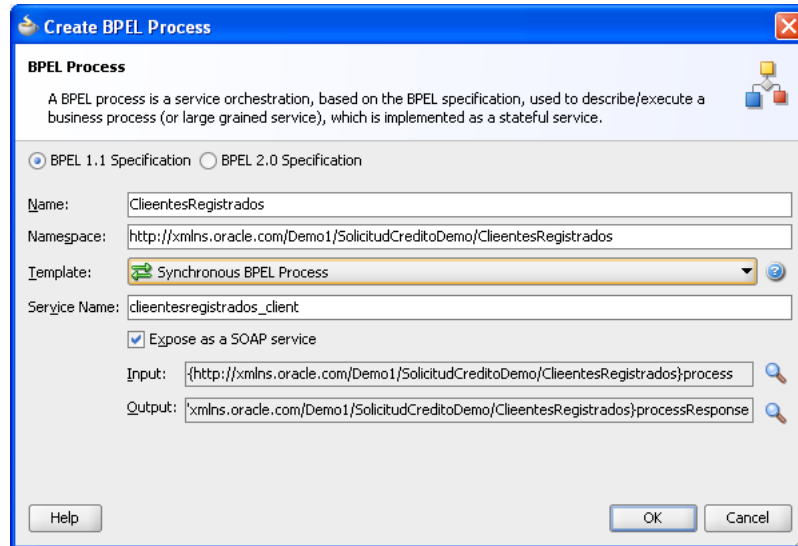 Create BPEL Process
BPEL Process
A BPEL process is a service orchestration, based on the BPEL specification, used to describe/execute a
business process (or large grained service), which is implemented as a stateful service.
BPEL 1.1 Specification BPEL 2.0 Specification
Name: ClieentesRegistrados
Namespace: http://xmlns.oracle.com/Demo1/SolicitudCreditoDemo/ClieentesRegistrados
Template: Synchronous BPEL Process
Service Name: clieentesregistrados_client
Expose as a SOAP service
Input: {http://xmlns.oracle.com/Demo1/SolicitudCreditoDemo/ClieentesRegistrados}process
Output: 'xmlns.oracle.com/Demo1/SolicitudCreditoDemo/ClieentesRegistrados}processResponse
Help OK Cancel